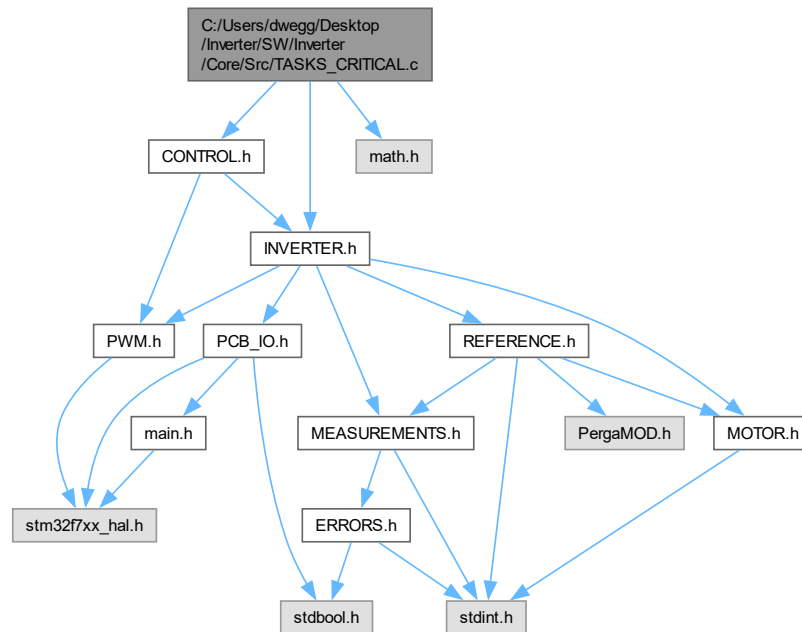 C:/Users/dwegg/Desktop
/Inverter/SW/Inverter
/Core/Src/TASKS_CRITICAL.c
CONTROL.h
math.h
INVERTER.h
PWM.h
PCB_IO.h
REFERENCE.h
main.h
MEASUREMENTS.h
PergaMOD.h
MOTOR.h
stm32f7xx_hal.h
ERRORS.h
stdbool.h
stdint.h